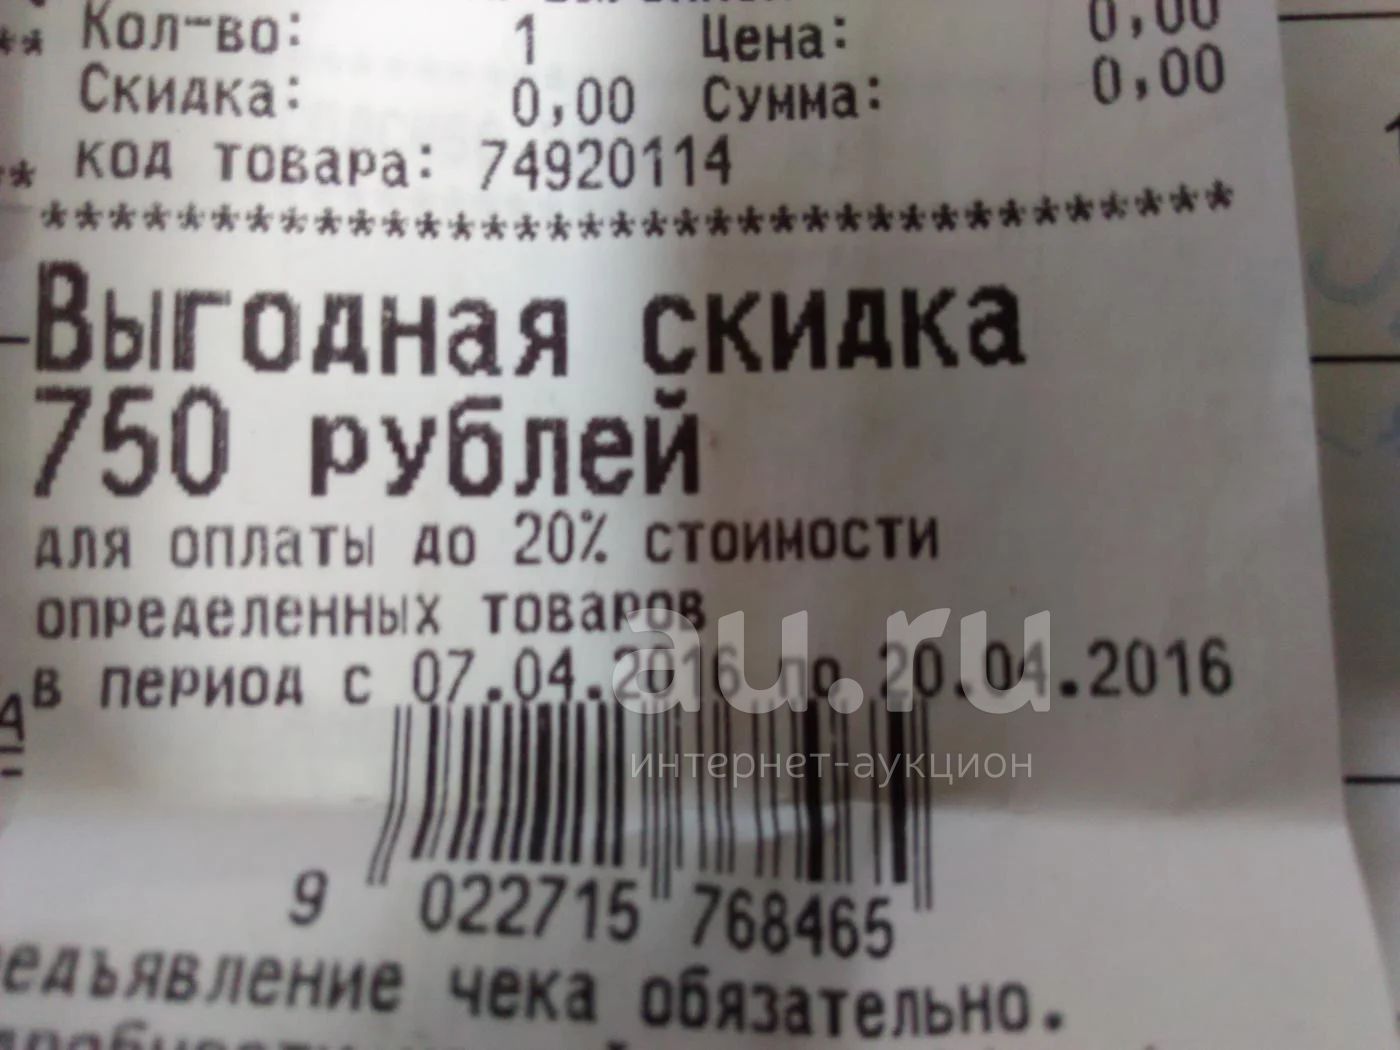 Кол-во: 1 Цена: 0,00
Скидка: 0,00 Сумма: 0,00
код товара: 74920114
************************************
Выгодная скидка
750 рублей
для оплаты до 20% стоимости
определенных товаров
в период с 07.04.2016 по 20.04.2016
au.ru
интернет-аукцион
9 022715 768465
едъявление чека обязательно.